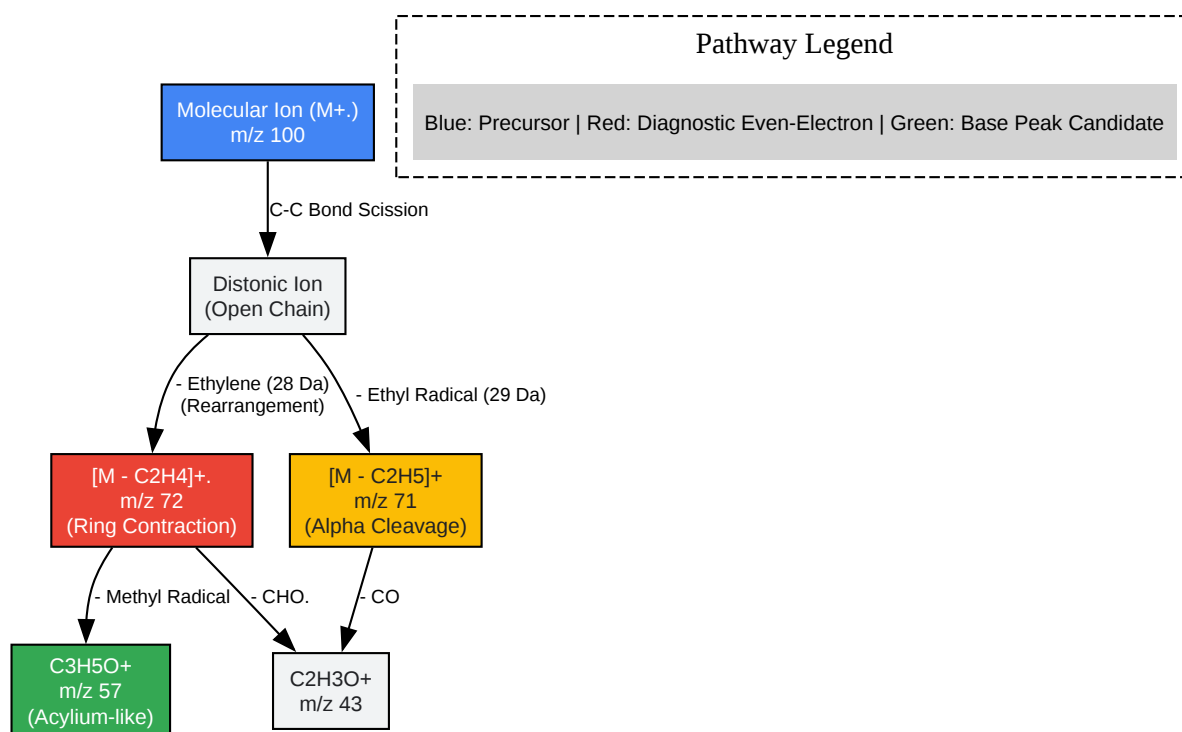 Pathway Legend
Blue: Precursor | Red: Diagnostic Even-Electron | Green: Base Peak Candidate
Molecular Ion (M+.)
m/z 100
C-C Bond Scission
Distonic Ion
(Open Chain)
- Ethylene (28 Da)
(Rearrangement)
- Ethyl Radical (29 Da)
[M - C2H4]+.
m/z 72
(Ring Contraction)
[M - C2H5]+
m/z 71
(Alpha Cleavage)
- Methyl Radical
- CHO.
- CO
C3H5O+
m/z 57
(Acylium-like)
C2H3O+
m/z 43